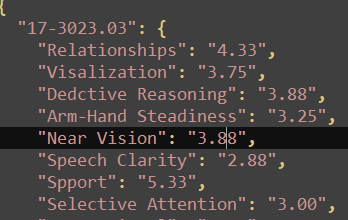 {
"17-3023.03": {
"Relationships": "4.33",
"Visalization": "3.75",
"Dedctive Reasoning": "3.88",
"Arm-Hand Steadiness": "3.25",
"Near Vision": "3.88",
"Speech Clarity": "2.88",
"Spport": "5.33",
"Selective Attention": "3.00",